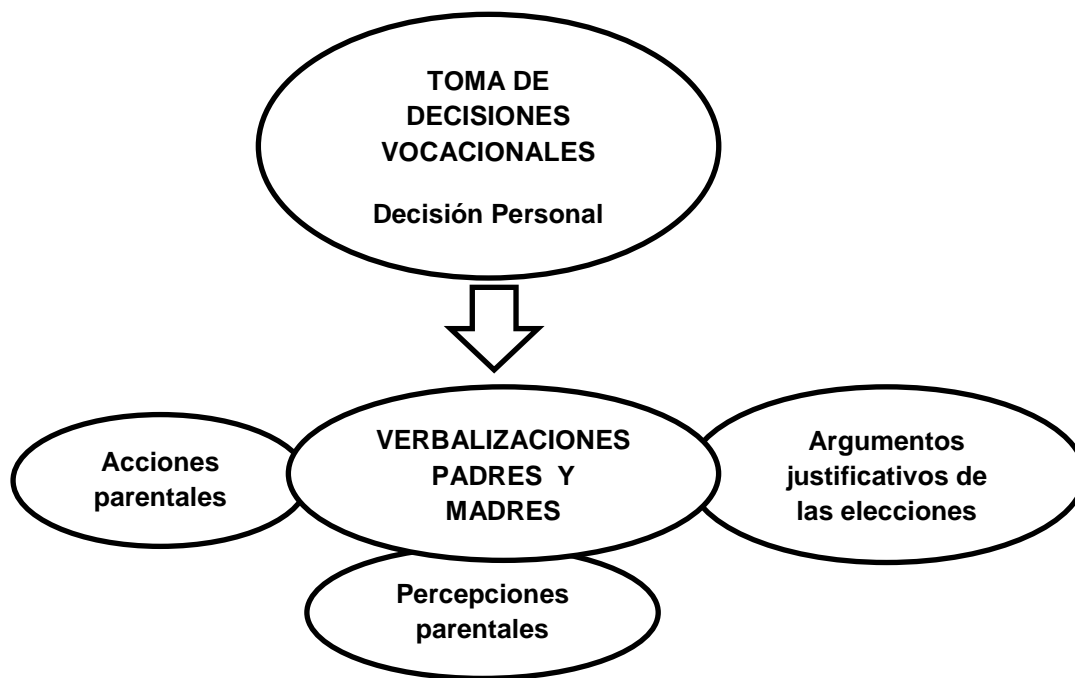 TOMA DE
DECISIONES
VOCACIONALES
Decisión Personal
VERBALIZACIONES
PADRES Y
MADRES
Acciones
parentales
Argumentos
justificativos de
las elecciones
Percepciones
parentales